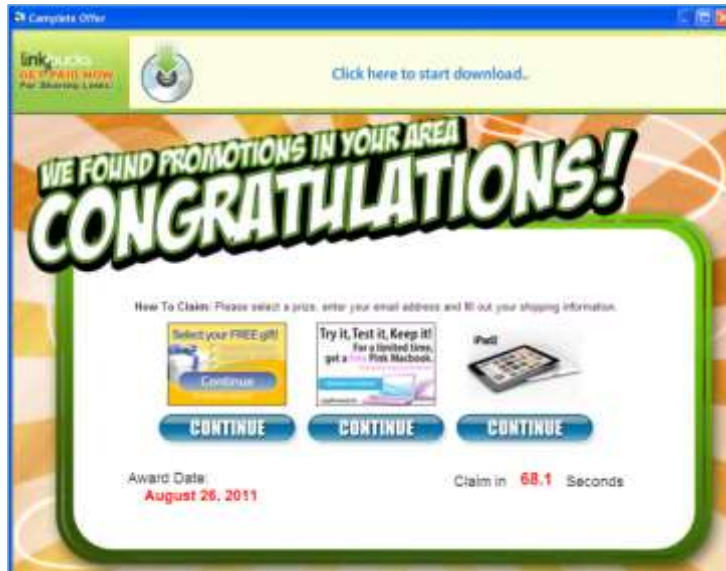 Complete Offer
linkbucks
GET PAID NOW
For Sharing Links!
Click here to start download..
WE FOUND PROMOTIONS IN YOUR AREA
CONGRATULATIONS!
How To Claim: Please select a prize, enter your email address and fill out your shipping information.
Select your FREE gift!
Continue
Try it, Test it, Keep it!
For a limited time,
get a free Pink Macbook.
iPad2
CONTINUE
CONTINUE
CONTINUE
Award Date:
August 26, 2011
Claim in 68.1 Seconds